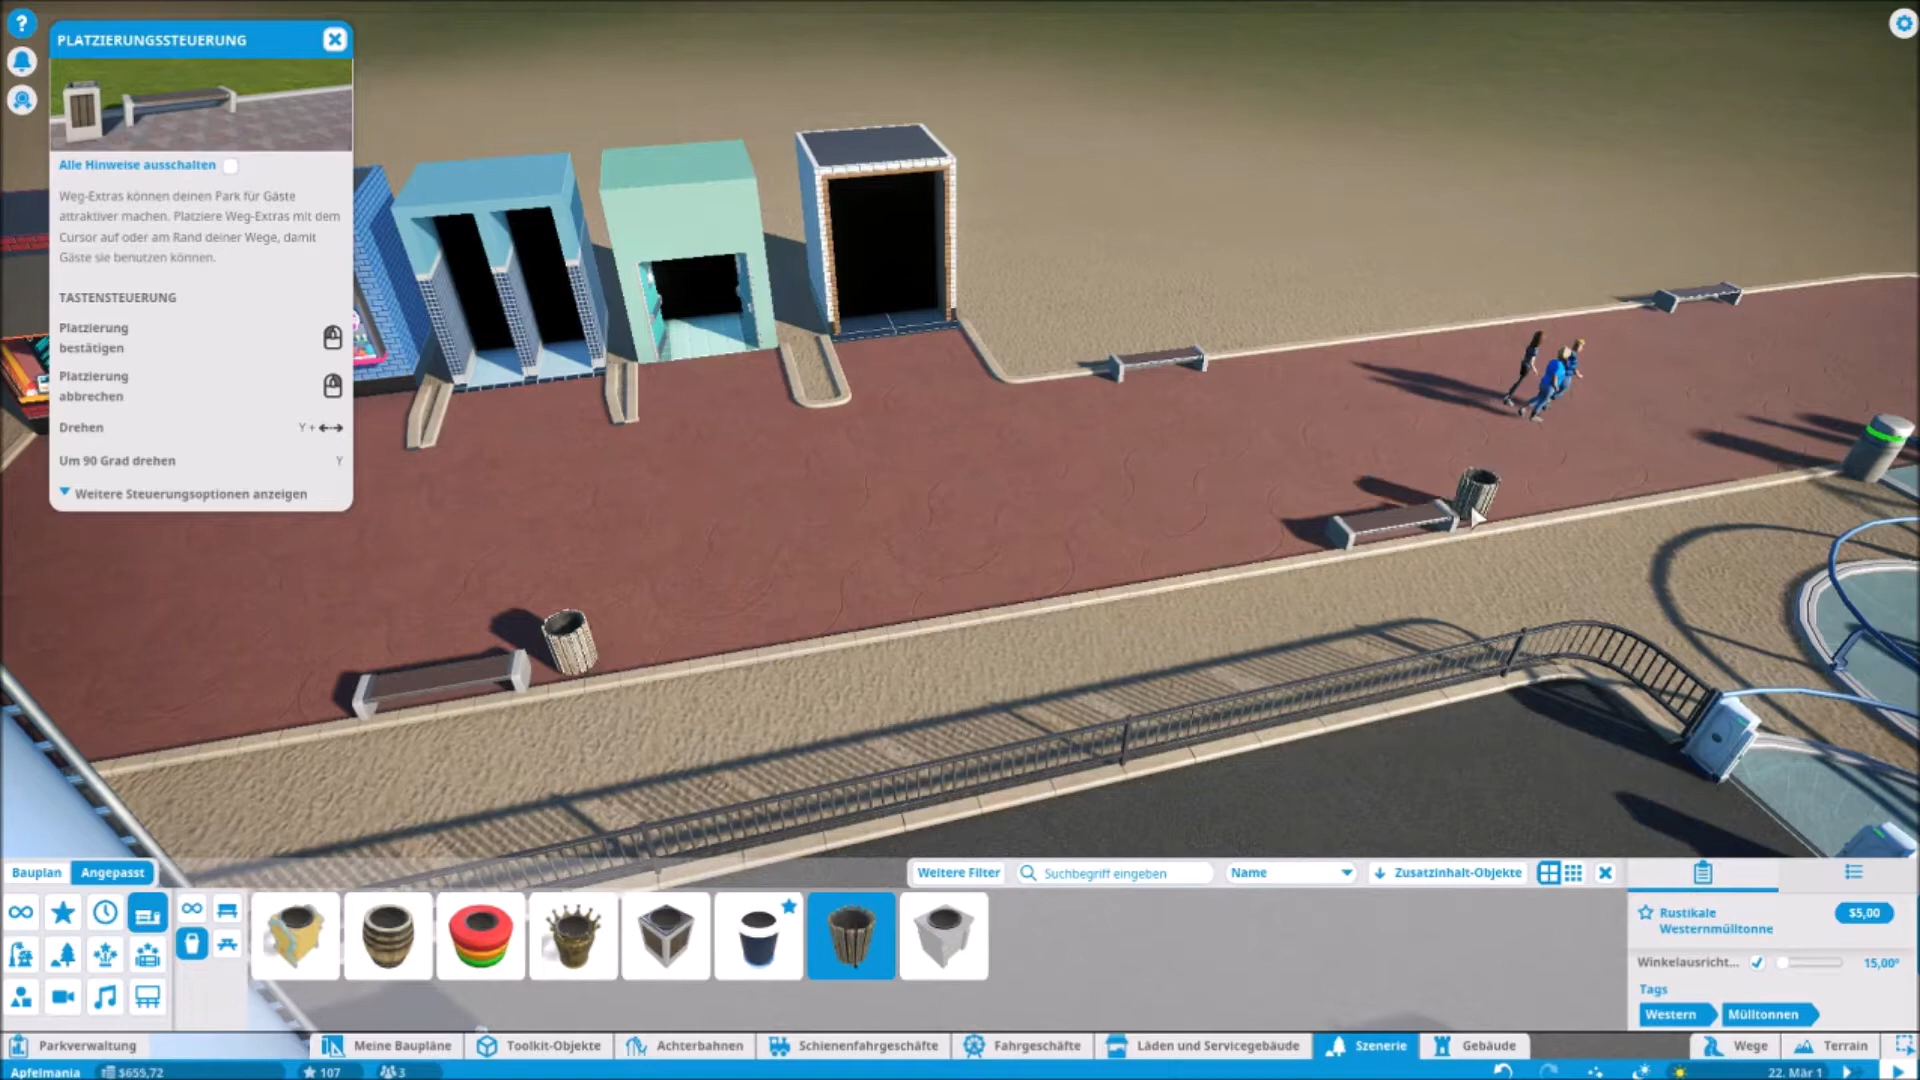 PLATZIERUNGSSTEUERUNG
Alle Hinweise ausschalten
Weg-Extras können deinen Park für Gäste
attraktiver machen. Platziere Weg-Extras mit dem
Cursor auf oder am Rand deiner Wege, damit
Gäste sie benutzen können.
TASTENSTEUERUNG
Platzierung
bestätigen
Platzierung
abbrechen
Drehen Y +
Um 90 Grad drehen Y
Weitere Steuerungsoptionen anzeigen
Bauplan Angepasst
Weitere Filter Suchbegriff eingeben Name Zusatzinhalt-Objekte
Rustikale
Westernmülltonne
$5,00
Winkelausricht... 15,00°
Tags
Western Mülltonnen
Parkverwaltung Meine Baupläne Toolkit-Objekte Achterbahnen Schienenfahrgeschäfte Fahrgeschäfte Läden und Servicegebäude Szenerie Gebäude Wege Terrain
Apfelmania $655,72 107 3 22. Mär 1